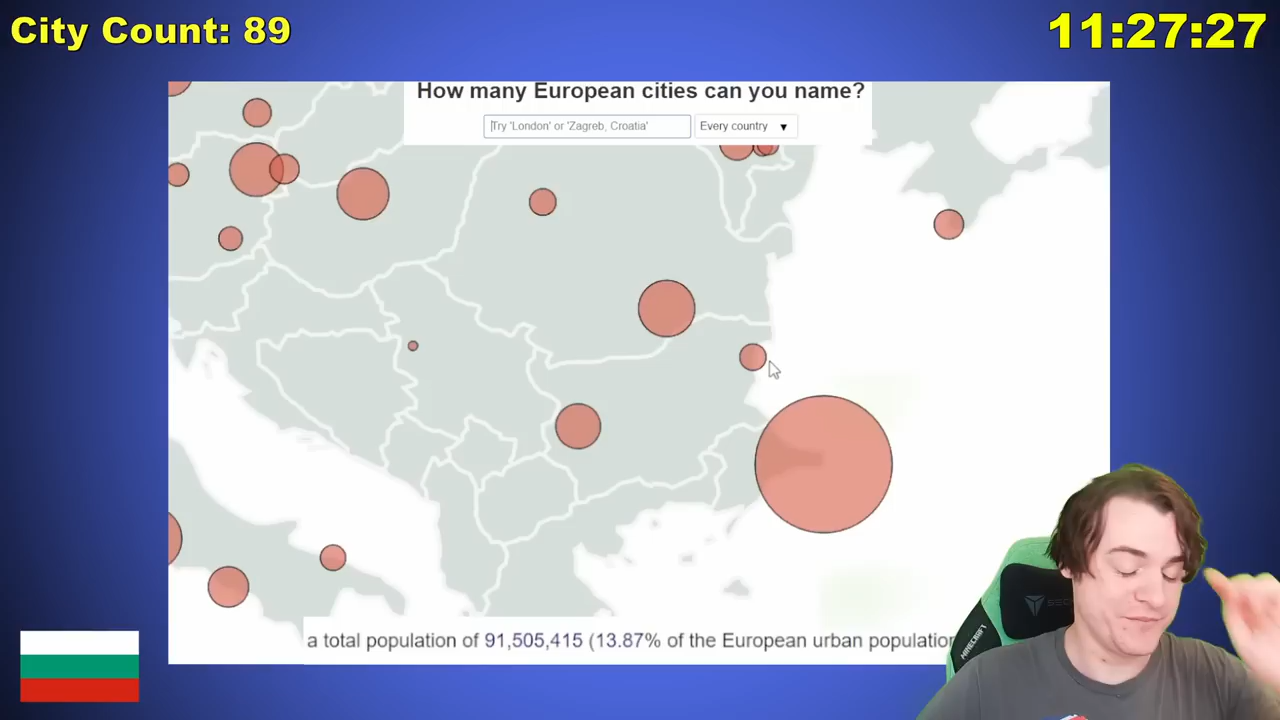 City Count: 89
11:27:27
How many European cities can you name?
Try 'London' or 'Zagreb, Croatia'
Every country
a total population of 91,505,415 (13.87% of the European urban population
MINECRAFT